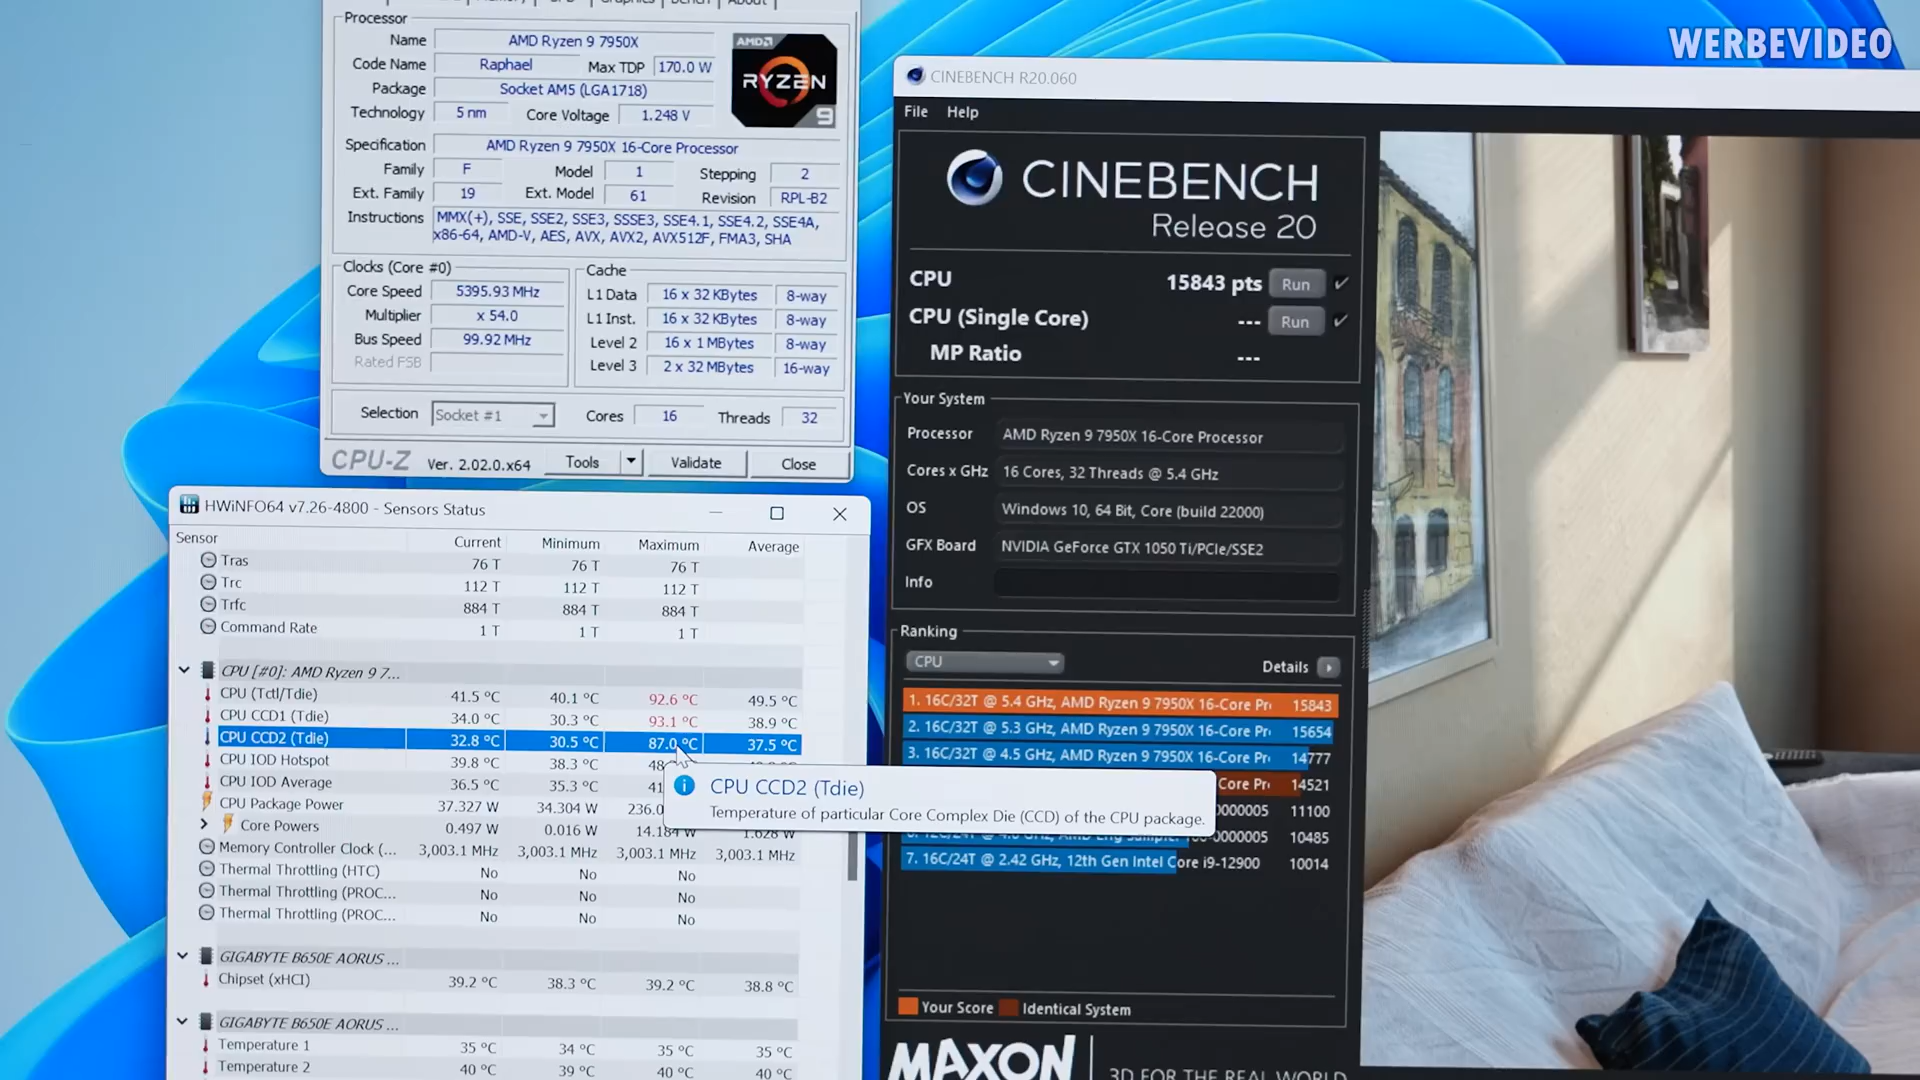 WERBEVIDEO
Processor
Name AMD Ryzen 9 7950X
Code Name Raphael Max TDP 170.0 W
Package Socket AM5 (LGA1718)
Technology 5 nm Core Voltage 1.248 V
AMD
RYZEN
9
Specification AMD Ryzen 9 7950X 16-Core Processor
Family F Model 1 Stepping 2
Ext. Family 19 Ext. Model 61 Revision RPL-B2
Instructions MMX(+), SSE, SSE2, SSE3, SSSE3, SSE4.1, SSE4.2, SSE4A,
x86-64, AMD-V, AES, AVX, AVX2, AVX512F, FMA3, SHA
Clocks (Core #0)
Core Speed 5395.93 MHz
Multiplier x 54.0
Bus Speed 99.92 MHz
Rated FSB
Cache
L1 Data 16 x 32 KBytes 8-way
L1 Inst. 16 x 32 KBytes 8-way
Level 2 16 x 1 MBytes 8-way
Level 3 2 x 32 MBytes 16-way
Selection Socket #1 Cores 16 Threads 32
CPU-Z Ver. 2.02.0.x64 Tools Validate Close
HWiNFO64 v7.26-4800 - Sensors Status
Sensor Current Minimum Maximum Average
Tras 76 T 76 T 76 T
Trc 112 T 112 T 112 T
Trfc 884 T 884 T 884 T
Command Rate 1 T 1 T 1 T
CPU [#0]: AMD Ryzen 9 7...
CPU (Tctl/Tdie) 41.5 °C 40.1 °C 92.6 °C 49.5 °C
CPU CCD1 (Tdie) 34.0 °C 30.3 °C 93.1 °C 38.9 °C
CPU CCD2 (Tdie) 32.8 °C 30.5 °C 87.0 °C 37.5 °C
CPU IOD Hotspot 39.8 °C 38.3 °C 48
CPU IOD Average 36.5 °C 35.3 °C 41
CPU Package Power 37.327 W 34.304 W 236.0
Core Powers 0.497 W 0.016 W 14.184 W 1.028 W
Memory Controller Clock (... 3,003.1 MHz 3,003.1 MHz 3,003.1 MHz 3,003.1 MHz
Thermal Throttling (HTC) No No No
Thermal Throttling (PROC... No No No
Thermal Throttling (PROC... No No No
GIGABYTE B650E AORUS ...
Chipset (xHCI) 39.2 °C 38.3 °C 39.2 °C 38.8 °C
GIGABYTE B650E AORUS ...
Temperature 1 35 °C 34 °C 35 °C 35 °C
Temperature 2 40 °C 39 °C 40 °C 40 °C
CPU CCD2 (Tdie)
Temperature of particular Core Complex Die (CCD) of the CPU package.
CINEBENCH R20.060
File Help
CINEBENCH
Release 20
CPU 15843 pts Run
CPU (Single Core) --- Run
MP Ratio ---
Your System
Processor AMD Ryzen 9 7950X 16-Core Processor
Cores x GHz 16 Cores, 32 Threads @ 5.4 GHz
OS Windows 10, 64 Bit, Core (build 22000)
GFX Board NVIDIA GeForce GTX 1050 Ti/PCIe/SSE2
Info
Ranking
CPU Details
1. 16C/32T @ 5.4 GHz, AMD Ryzen 9 7950X 16-Core Pr 15843
2. 16C/32T @ 5.3 GHz, AMD Ryzen 9 7950X 16-Core Pr 15654
3. 16C/32T @ 4.5 GHz, AMD Ryzen 9 7950X 16-Core Pr 14777
Core Pr 14521
0000005 11100
0000005 10485
7. 16C/24T @ 2.42 GHz, 12th Gen Intel Core i9-12900 10014
Your Score Identical System
MAXON
3D FOR THE REAL WORLD